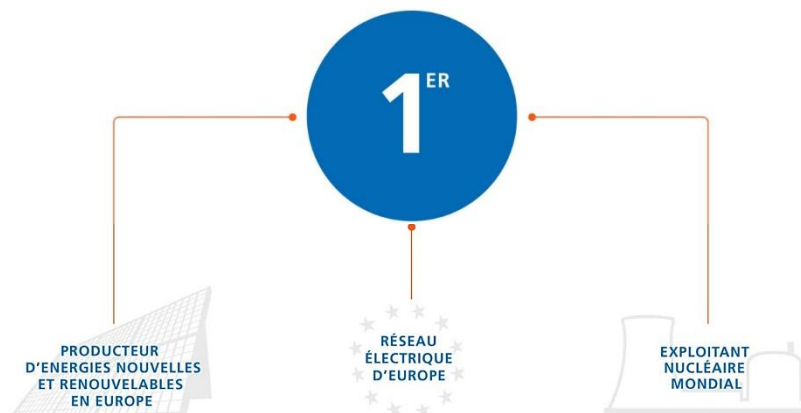 1ER
PRODUCTEUR
D'ENERGIES NOUVELLES
ET RENOUVELABLES
EN EUROPE
RÉSEAU
ÉLECTRIQUE
D'EUROPE
EXPLOITANT
NUCLÉAIRE
MONDIAL